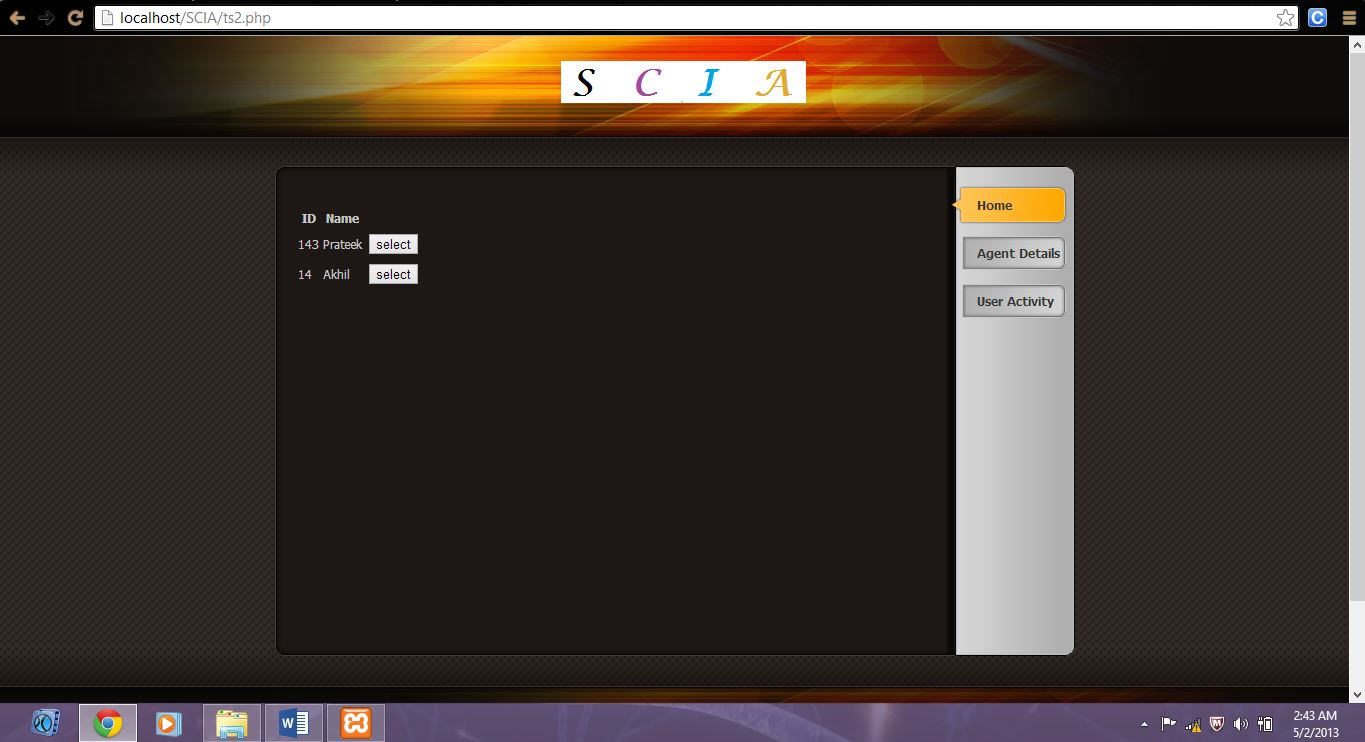 localhost/SCIA/ts2.php
S C I A
ID Name
143 Prateek select
14 Akhil select
Home
Agent Details
User Activity
2:43 AM
5/2/2013